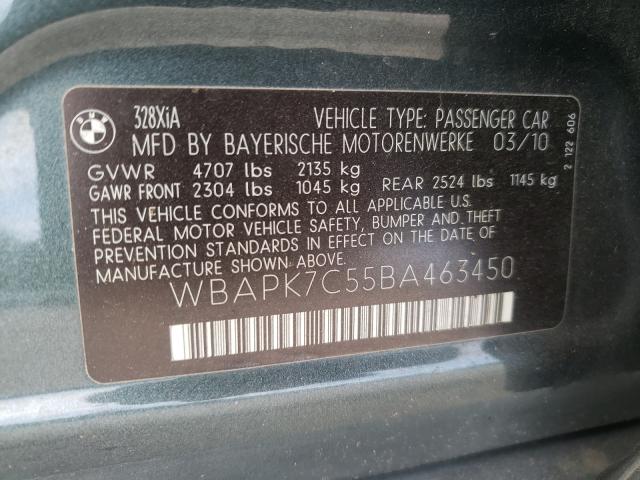 BMW
328XiA VEHICLE TYPE: PASSENGER CAR
MFD BY BAYERISCHE MOTORENWERKE 03/10
GVWR 4707 lbs 2135 kg
GAWR FRONT 2304 lbs 1045 kg REAR 2524 lbs 1145 kg
THIS VEHICLE CONFORMS TO ALL APPLICABLE U.S.
FEDERAL MOTOR VEHICLE SAFETY, BUMPER AND THEFT
PREVENTION STANDARDS IN EFFECT ON THE DATE OF
MANUFACTURE SHOWN ABOVE.
WBAPK7C55BA463450
2 122 606